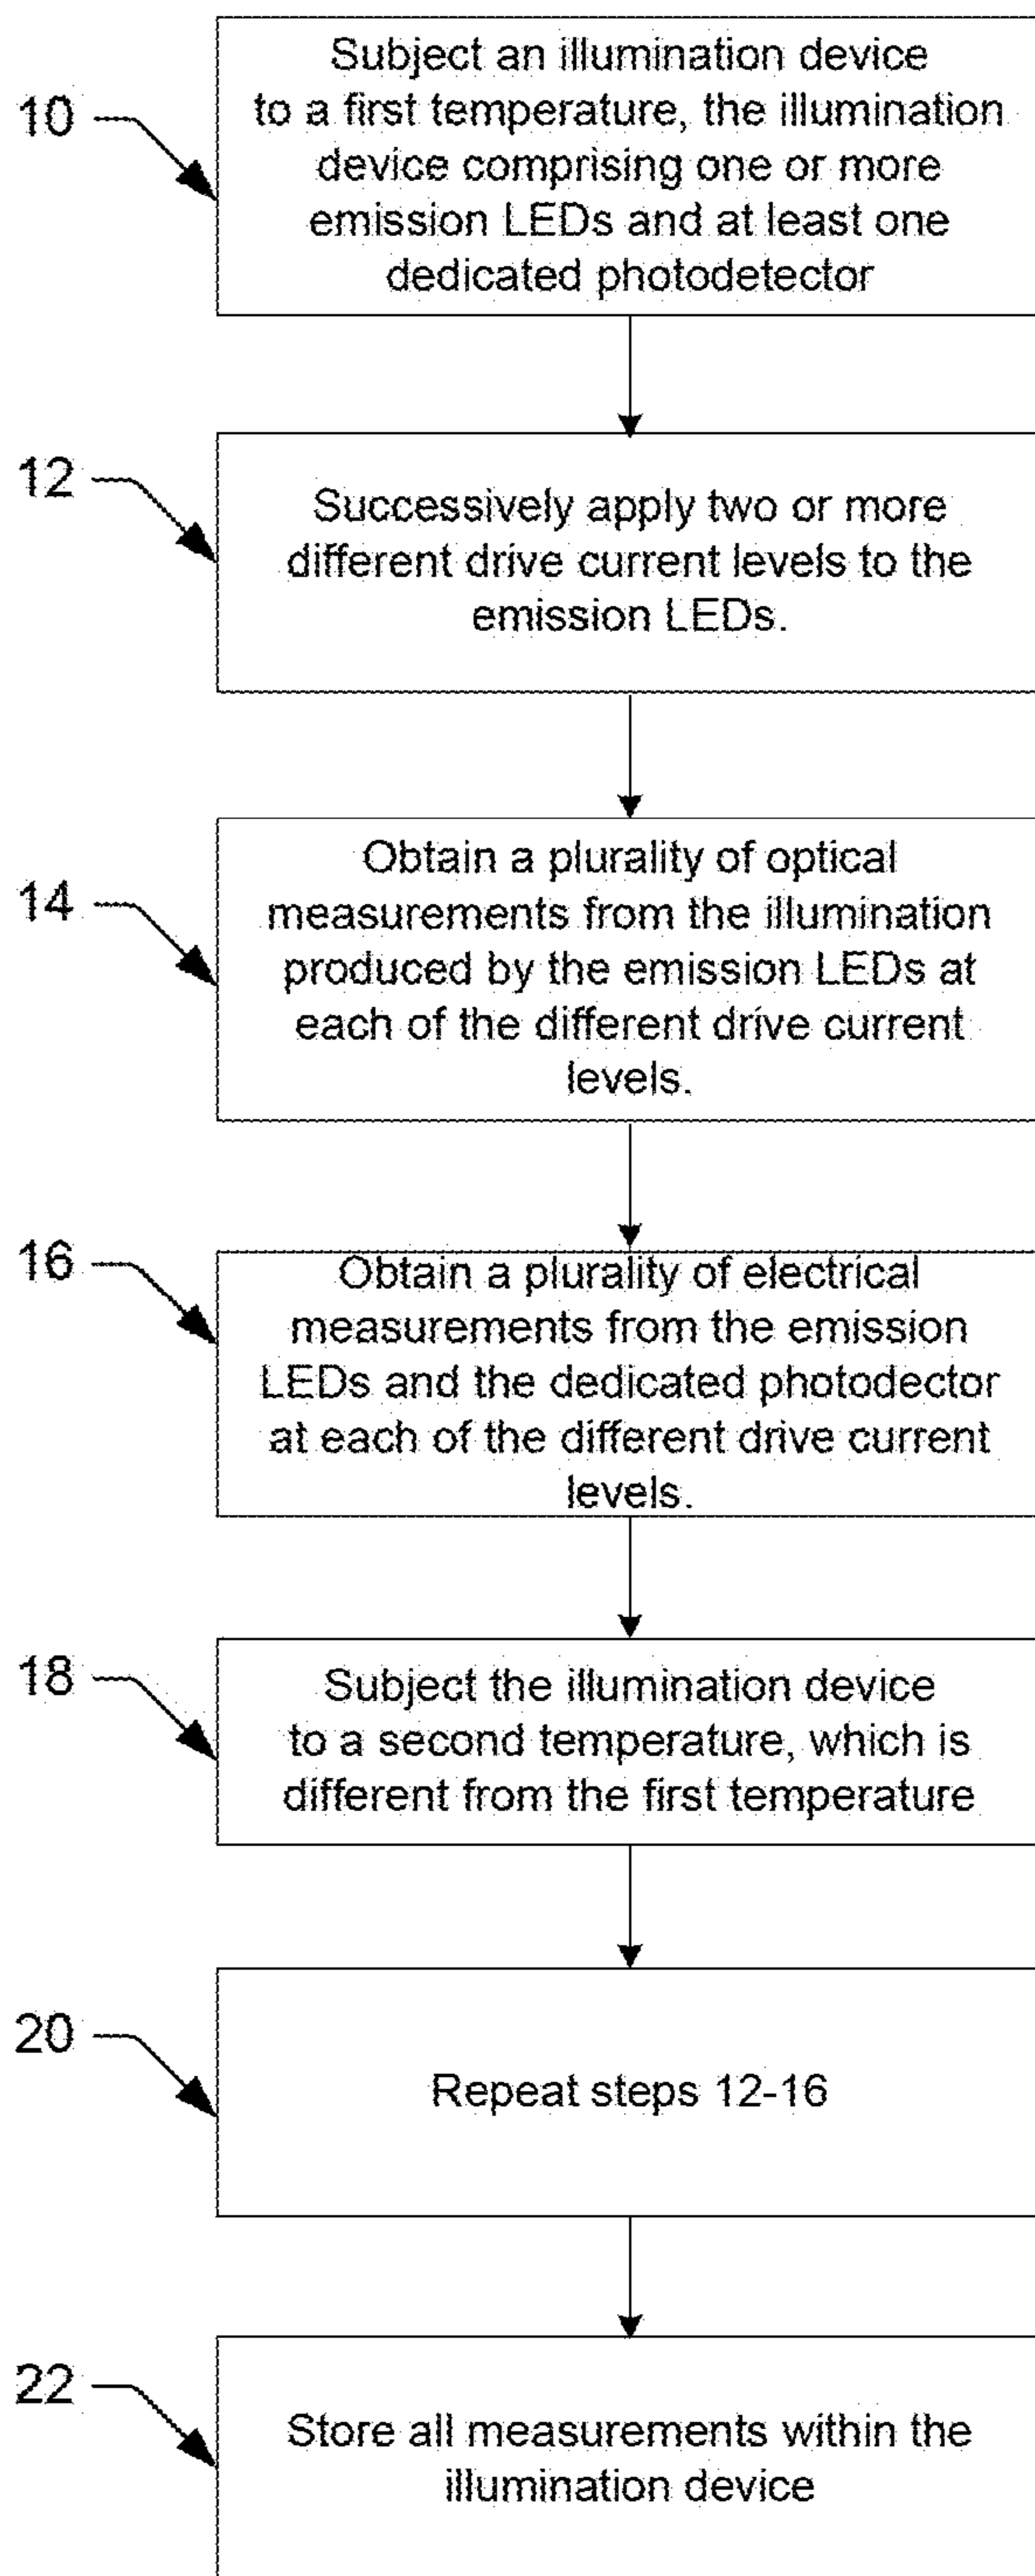 10
Subject an illumination device
to a first temperature, the illumination
device comprising one or more
emission LEDs and at least one
dedicated photodetector
12
Successively apply two or more
different drive current levels to the
emission LEDs.
14
Obtain a plurality of optical
measurements from the illumination
produced by the emission LEDs at
each of the different drive current
levels.
16
Obtain a plurality of electrical
measurements from the emission
LEDs and the dedicated photodector
at each of the different drive current
levels.
18
Subject the illumination device
to a second temperature, which is
different from the first temperature
20
Repeat steps 12-16
22
Store all measurements within the
illumination device